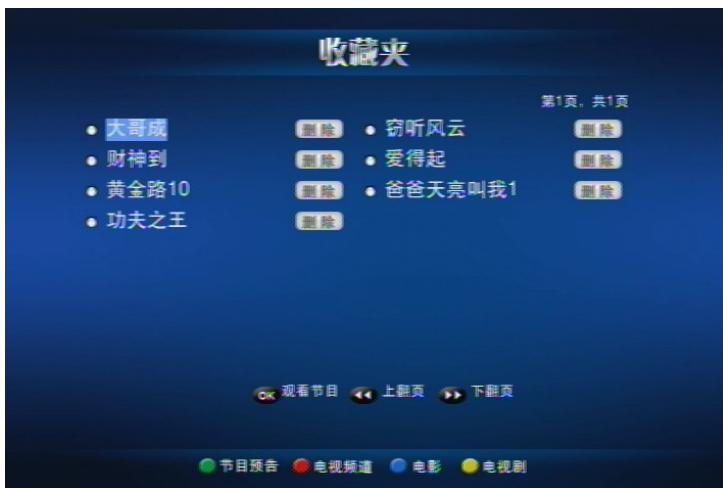 收藏夹
第1页，共1页
大哥成 删除 窃听风云 删除
财神到 删除 爱得起 删除
黄金路10 删除 爸爸天亮叫我1 删除
功夫之王 删除
OK 观看节目 上翻页 下翻页
节目预告 电视频道 电影 电视剧